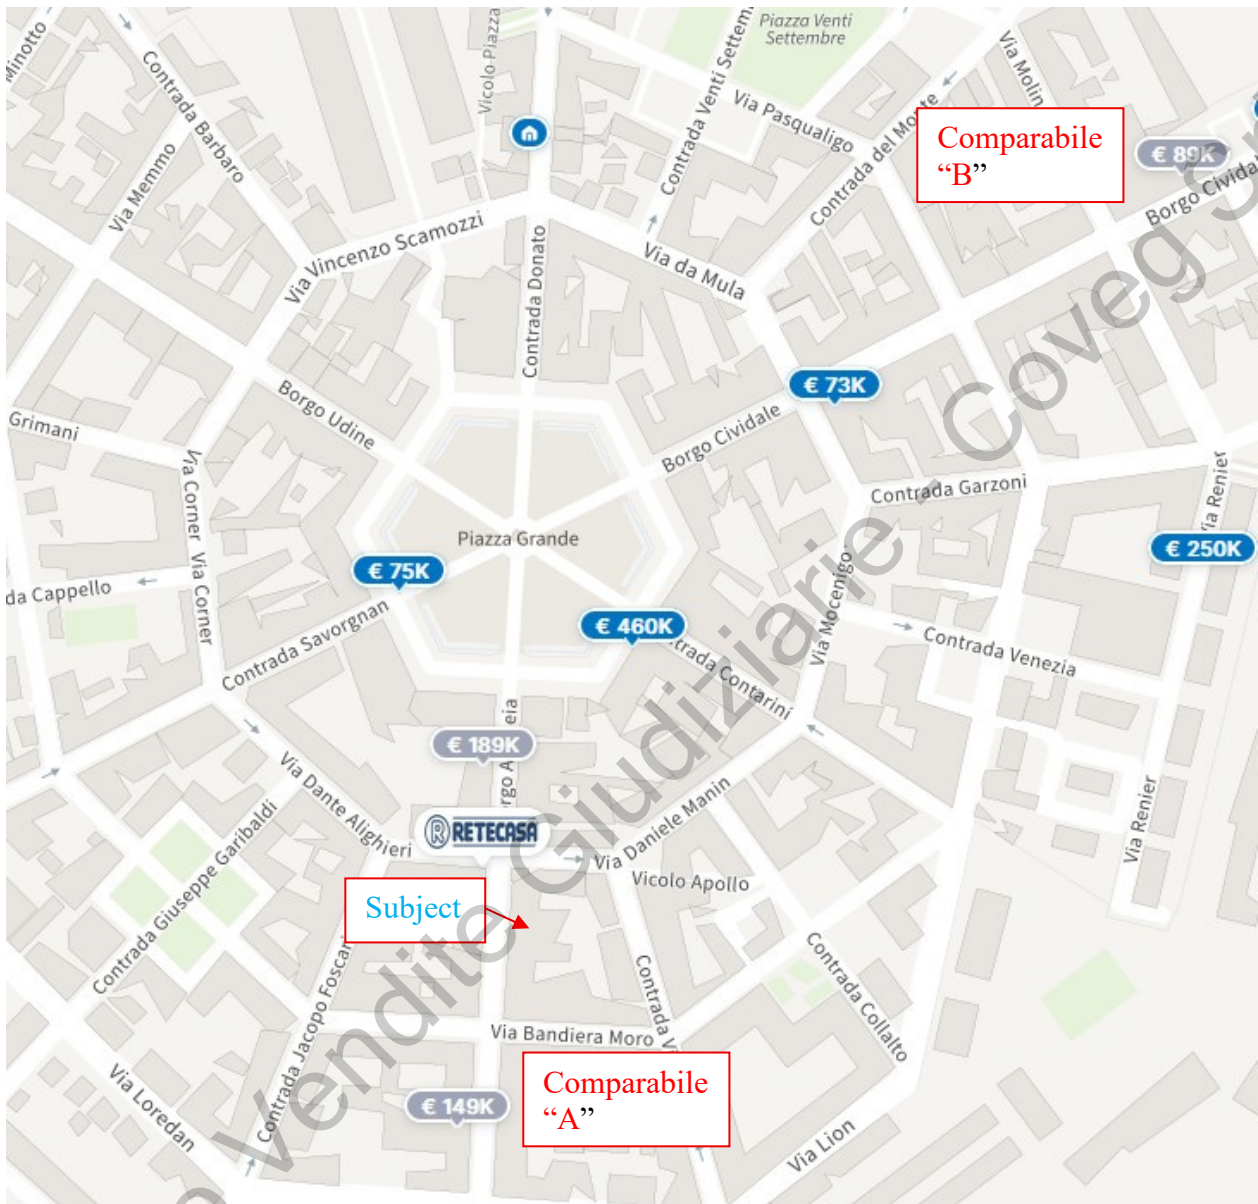 Piazza Venti
Settembre
Minotto
Contrada Barbaro
Vicolo Piazza
Contrada Venti Settem
Via Pasqualigo
Via Molin
Contrada del Monte
Comparabile
“B”
€ 89K
Borgo Cividale
Via Memmo
Via Vincenzo Scamozzi
Contrada Donato
Via da Mula
€ 73K
Borgo Udine
Grimani
Borgo Cividale
Via Corner
Via Corner
Contrada Garzoni
Via Renier
Piazza Grande
€ 75K
€ 250K
da Cappello
€ 460K
Contrada Savorgnan
ntrada Contarini
Via Mocenigo
Contrada Venezia
€ 189K
rgo A
eia
Via Dante Alighieri
R RETECASA
Via Daniele Manin
Via Renier
Vicolo Apollo
Contrada Giuseppe Garibaldi
Subject
Contrada Jacopo Foscari
Contrada V
Contrada Collalto
Via Bandiera Moro
Comparabile
“A”
€ 149K
Via Loredan
Via Lion
Vendite Giudiziarie - Coveg S